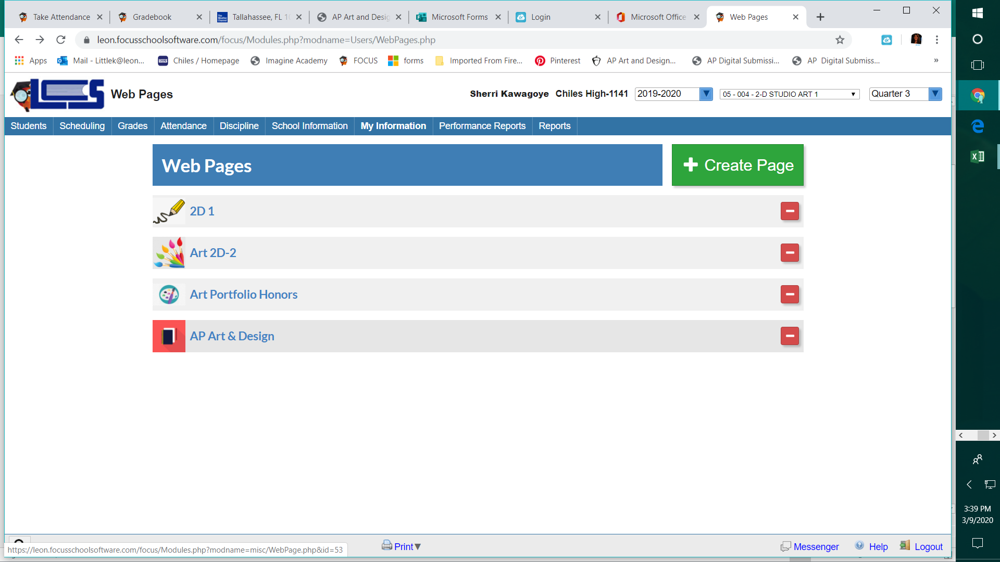 Take Attendance
Gradebook
Tallahassee, FL 10
AP Art and Desig
Microsoft Forms
Login
Microsoft Office
Web Pages
leon.focusschoolsoftware.com/focus/Modules.php?modname=Users/WebPages.php
Apps
Mail - Littlek@leon...
Chiles / Homepage
Imagine Academy
FOCUS
forms
Imported From Fire...
Pinterest
AP Art and Design...
AP Digital Submissi...
AP Digital Submiss...
»
LCS
Web Pages
Sherri Kawagoye Chiles High-1141
2019-2020
05 - 004 - 2-D STUDIO ART 1
Quarter 3
Students
Scheduling
Grades
Attendance
Discipline
School Information
My Information
Performance Reports
Reports
Web Pages
Create Page
2D 1
Art 2D-2
Art Portfolio Honors
AP Art & Design
3:39 PM
3/9/2020
https://leon.focusschoolsoftware.com/focus/Modules.php?modname=misc/WebPage.php&id=53
Print
Messenger
Help
Logout